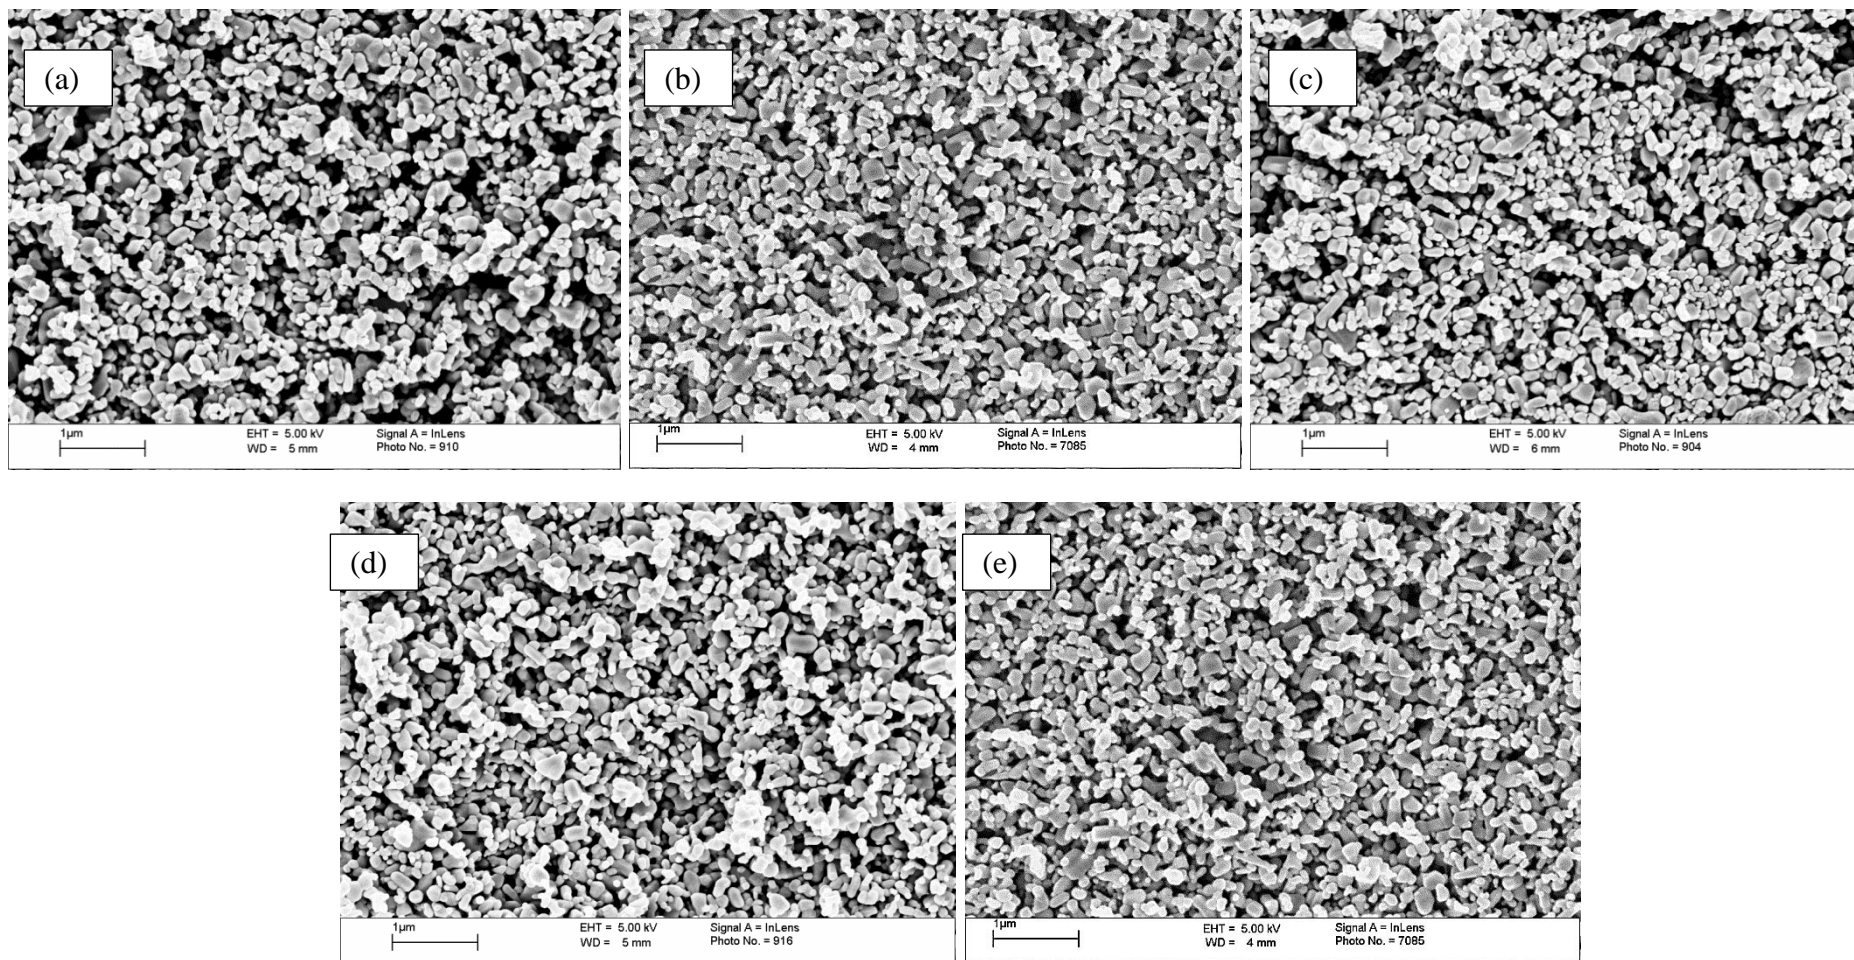 (a)
(b)
(c)
1µm
EHT = 5.00 kV Signal A = InLens
WD = 5 mm Photo No. = 910
1µm
EHT = 5.00 kV Signal A = InLens
WD = 4 mm Photo No. = 7085
1µm
EHT = 5.00 kV Signal A = InLens
WD = 6 mm Photo No. = 904
(d)
(e)
1µm
EHT = 5.00 kV Signal A = InLens
WD = 5 mm Photo No. = 916
1µm
EHT = 5.00 kV Signal A = InLens
WD = 4 mm Photo No. = 7085